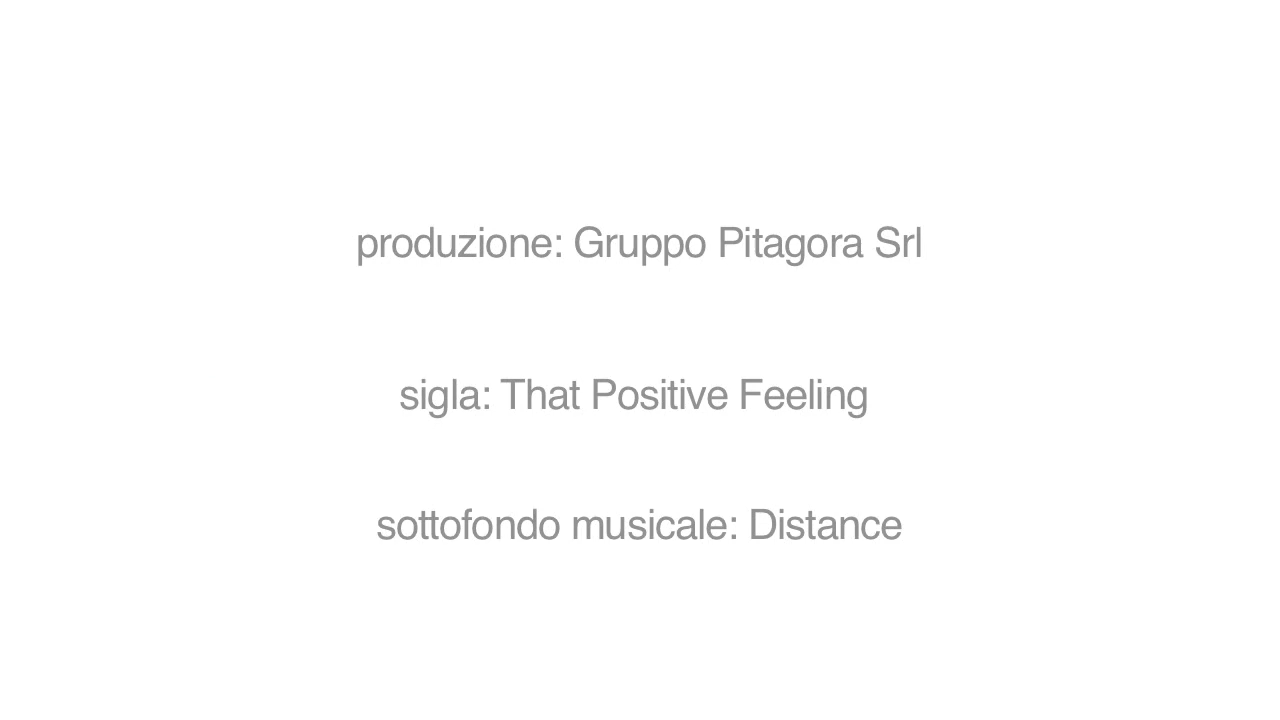 produzione: Gruppo Pitagora Srl
sigla: That Positive Feeling
sottofondo musicale: Distance